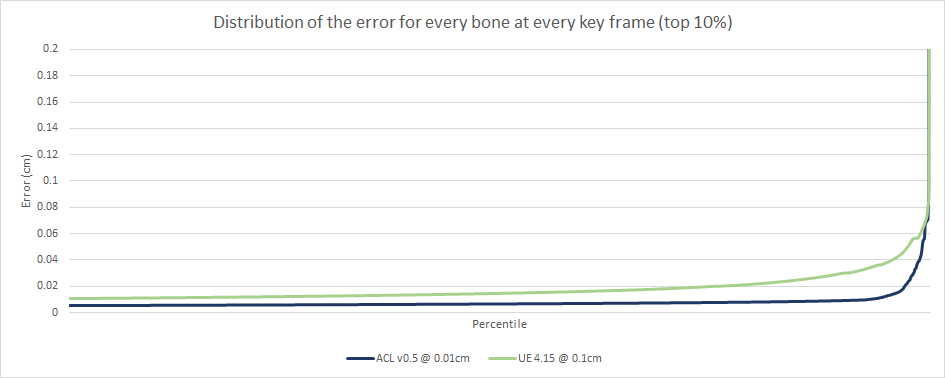 Distribution of the error for every bone at every key frame (top 10%)
0.2
0.18
0.16
0.14
0.12
0.1
0.08
0.06
0.04
0.02
0
Error (cm)
Percentile
ACL v0.5 @ 0.01cm
UE 4.15 @ 0.1cm